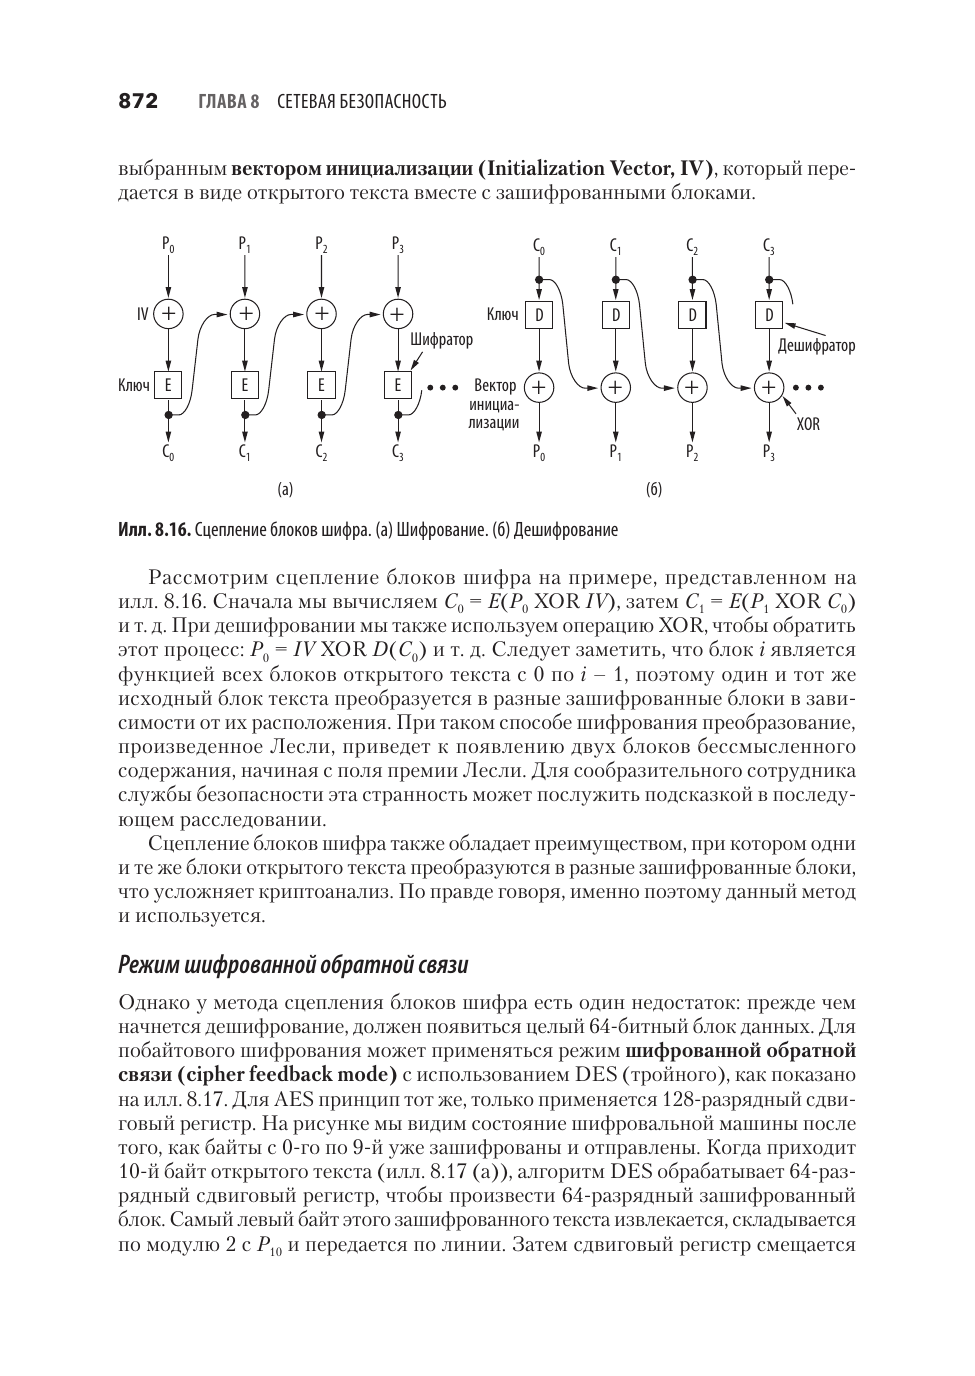 872 ГЛАВА 8 СЕТЕВАЯ БЕЗОПАСНОСТЬ
выбранным вектором инициализации (Initialization Vector, IV), который пере-
дается в виде открытого текста вместе с зашифрованными блоками.
P0 P1 P2 P3
IV + + + +
Шифратор
Ключ E E E E
C0 C1 C2 C3
(а)
C0 C1 C2 C3
Ключ D D D D
Дешифратор
Вектор + + + +
инициа-
лизации
XOR
P0 P1 P2 P3
(б)
Илл. 8.16. Сцепление блоков шифра. (а) Шифрование. (б) Дешифрование
Рассмотрим сцепление блоков шифра на примере, представленном на
илл. 8.16. Сначала мы вычисляем C0 = E(P0 XOR IV), затем C1 = E(P1 XOR C0)
и т. д. При дешифровании мы также используем операцию XOR, чтобы обратить
этот процесс: P0 = IV XOR D(C0) и т. д. Следует заметить, что блок i является
функцией всех блоков открытого текста с 0 по i – 1, поэтому один и тот же
исходный блок текста преобразуется в разные зашифрованные блоки в зави-
симости от их расположения. При таком способе шифрования преобразование,
произведенное Лесли, приведет к появлению двух блоков бессмысленного
содержания, начиная с поля премии Лесли. Для сообразительного сотрудника
службы безопасности эта странность может послужить подсказкой в последу-
ющем расследовании.
Сцепление блоков шифра также обладает преимуществом, при котором одни
и те же блоки открытого текста преобразуются в разные зашифрованные блоки,
что усложняет криптоанализ. По правде говоря, именно поэтому данный метод
и используется.
Режим шифрованной обратной связи
Однако у метода сцепления блоков шифра есть один недостаток: прежде чем
начнется дешифрование, должен появиться целый 64-битный блок данных. Для
побайтового шифрования может применяться режим шифрованной обратной
связи (cipher feedback mode) с использованием DES (тройного), как показано
на илл. 8.17. Для AES принцип тот же, только применяется 128-разрядный сдви-
говый регистр. На рисунке мы видим состояние шифровальной машины после
того, как байты с 0-го по 9-й уже зашифрованы и отправлены. Когда приходит
10-й байт открытого текста (илл. 8.17 (а)), алгоритм DES обрабатывает 64-раз-
рядный сдвиговый регистр, чтобы произвести 64-разрядный зашифрованный
блок. Самый левый байт этого зашифрованного текста извлекается, складывается
по модулю 2 с P10 и передается по линии. Затем сдвиговый регистр смещается